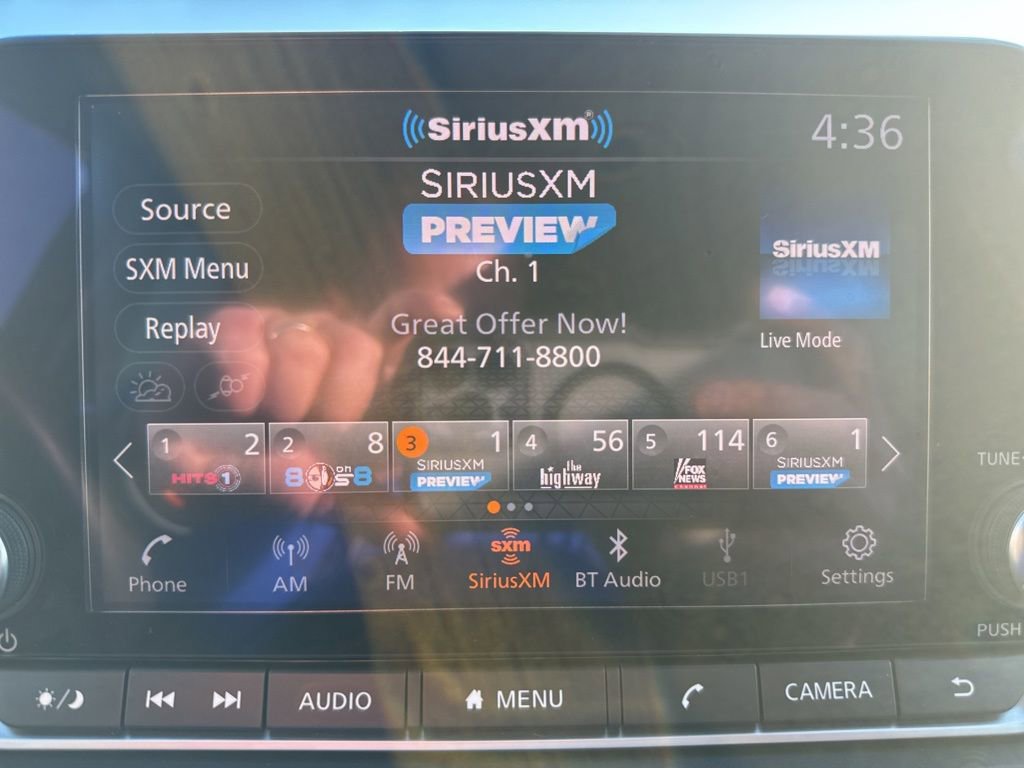 SiriusXM®
4:36
SIRIUSXM
PREVIEW
Ch. 1
Source
SXM Menu
Replay
Great Offer Now!
844-711-8800
SiriusXM
Live Mode
1 2
HITS 1
2 8
80s on 8
3 1
SIRIUSXM
PREVIEW
4 56
the
highway
5 114
FOX
NEWS
channel
6 1
SIRIUSXM
PREVIEW
Phone
AM
FM
sxm
SiriusXM
BT Audio
USB1
Settings
TUNE
PUSH
AUDIO
MENU
CAMERA